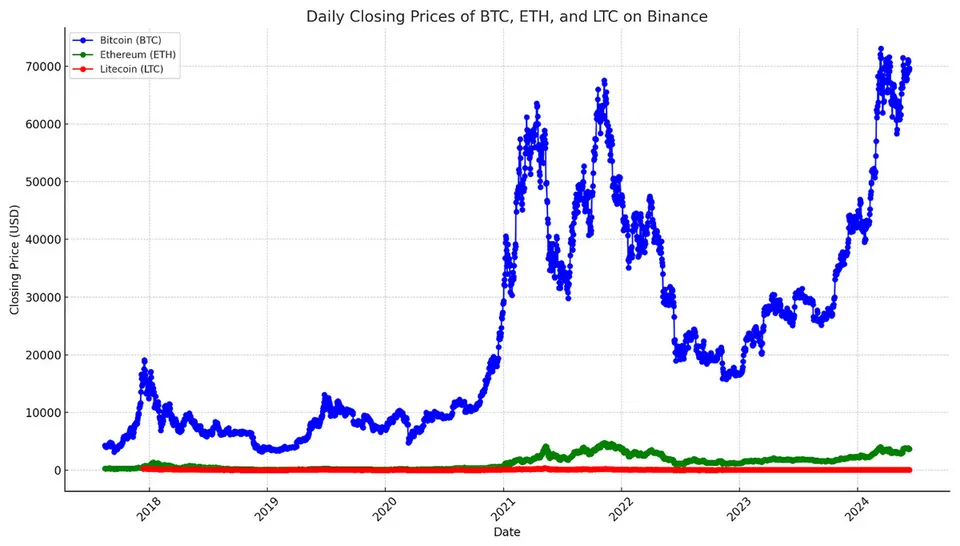 Daily Closing Prices of BTC, ETH, and LTC on Binance
Bitcoin (BTC)
Ethereum (ETH)
Litecoin (LTC)
Closing Price (USD)
70000
60000
50000
40000
30000
20000
10000
0
2018
2019
2020
2021
2022
2023
2024
Date